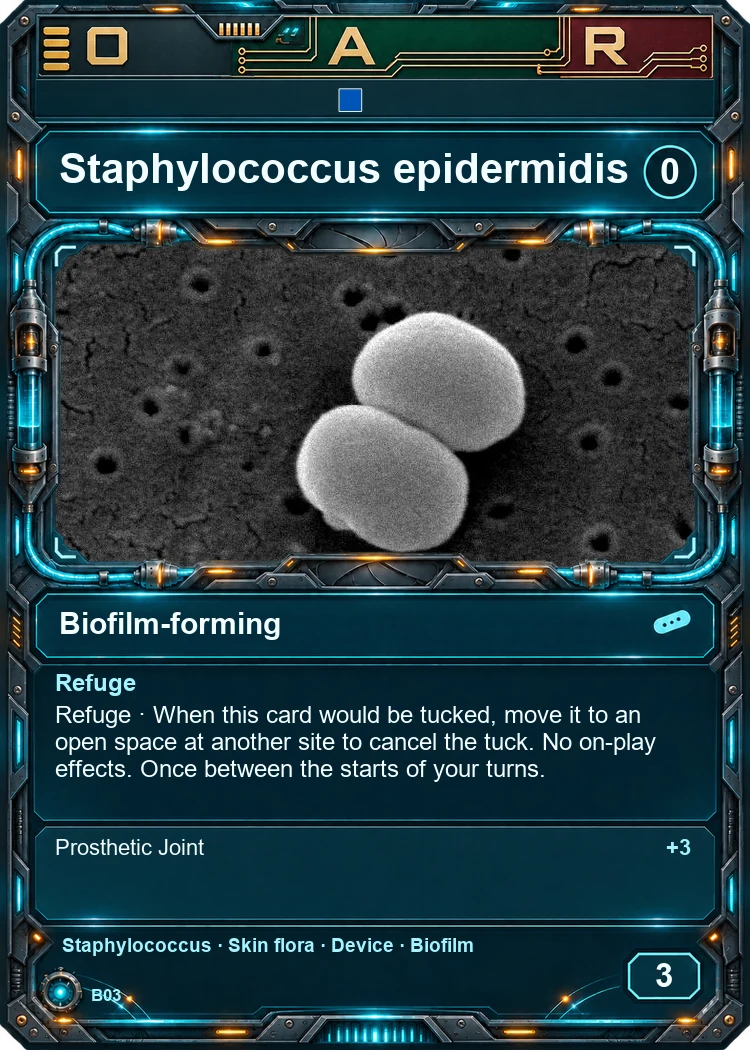 O A R
Staphylococcus epidermidis 0
Biofilm-forming
Refuge
Refuge · When this card would be tucked, move it to an
open space at another site to cancel the tuck. No on-play
effects. Once between the starts of your turns.
Prosthetic Joint +3
Staphylococcus · Skin flora · Device · Biofilm
B03
3